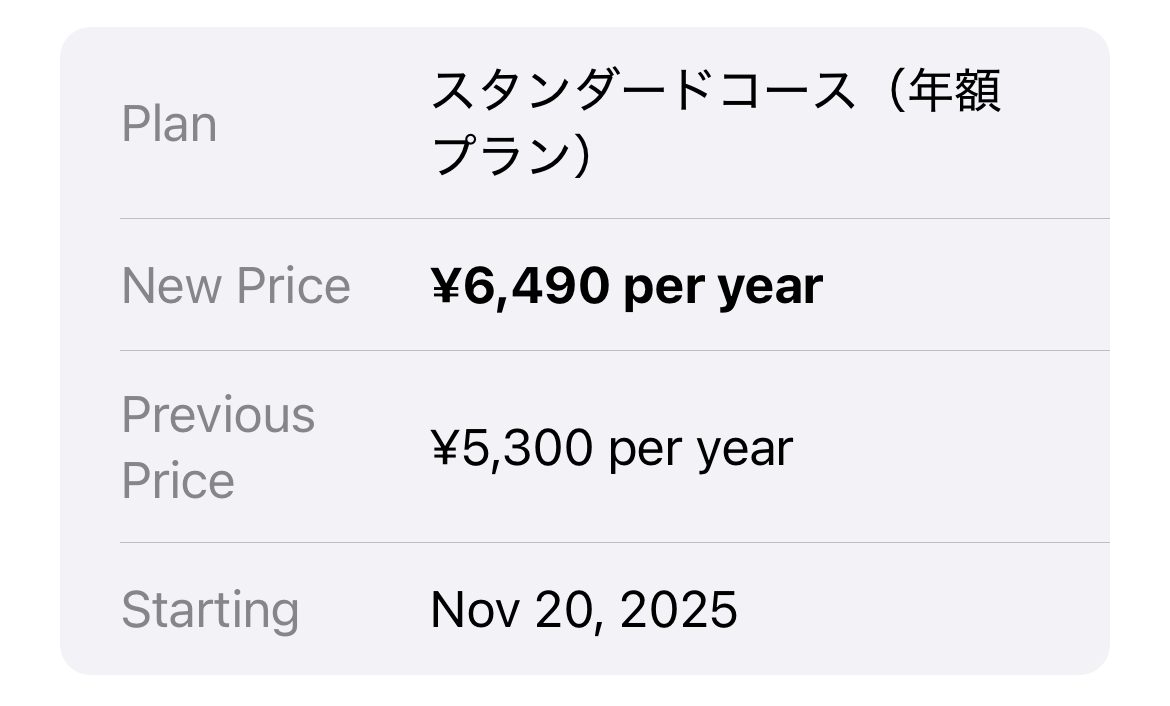 Plan
スタンダードコース（年額
プラン）
New Price
¥6,490 per year
Previous
Price
¥5,300 per year
Starting
Nov 20, 2025